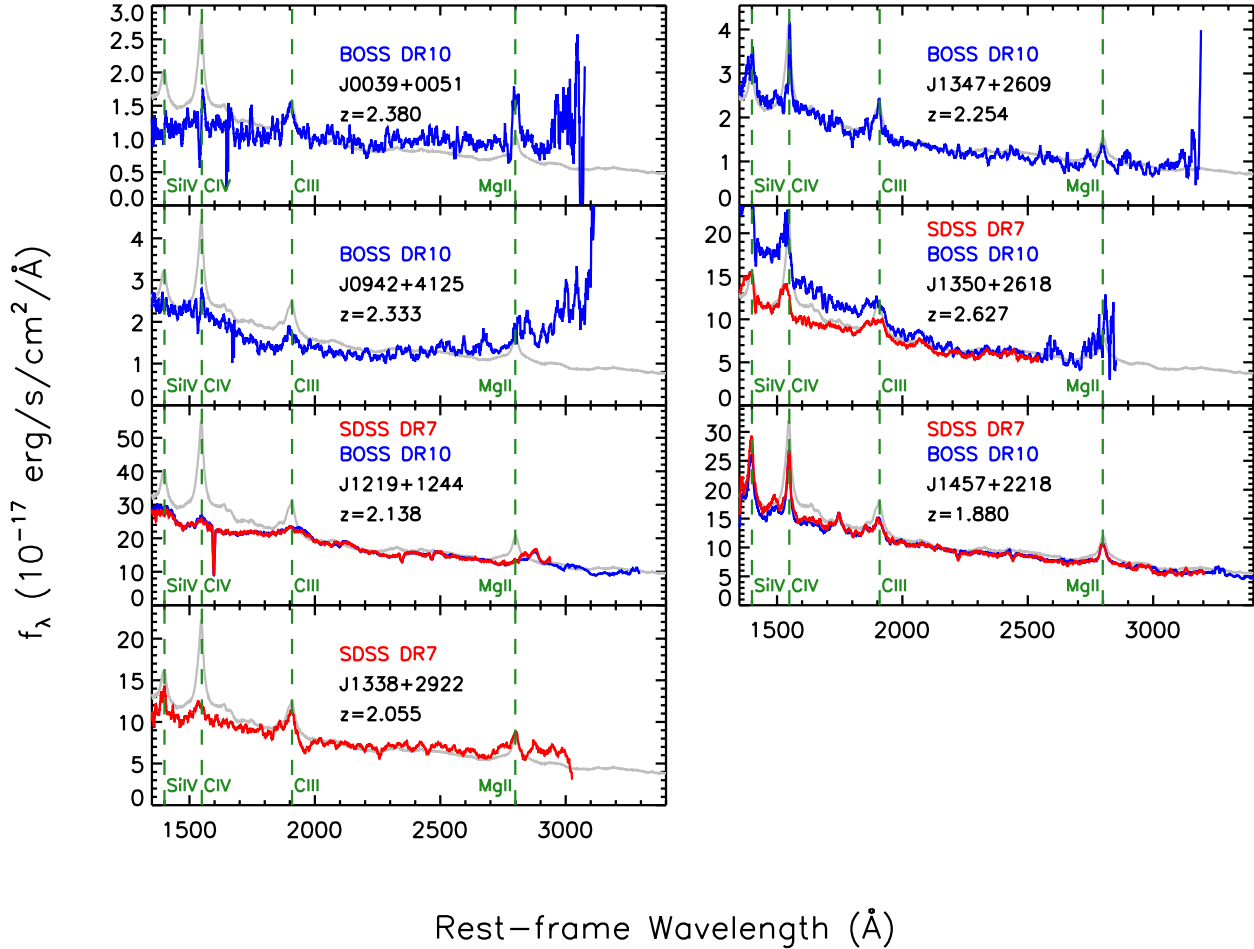 f_λ (10^−17 erg/s/cm^2/Å)
3.0
2.5
2.0
1.5
1.0
0.5
0.0
BOSS DR10
J0039+0051
z=2.380
SiIV CIV CIII MgII
4
3
2
1
0
BOSS DR10
J0942+4125
z=2.333
SiIV CIV CIII MgII
50
40
30
20
10
0
SDSS DR7
BOSS DR10
J1219+1244
z=2.138
SiIV CIV CIII MgII
20
15
10
5
0
SDSS DR7
J1338+2922
z=2.055
SiIV CIV CIII MgII
1500 2000 2500 3000
4
3
2
1
0
BOSS DR10
J1347+2609
z=2.254
SiIV CIV CIII MgII
20
15
10
5
0
SDSS DR7
BOSS DR10
J1350+2618
z=2.627
SiIV CIV CIII MgII
30
25
20
15
10
5
0
SDSS DR7
BOSS DR10
J1457+2218
z=1.880
SiIV CIV CIII MgII
1500 2000 2500 3000
Rest−frame Wavelength (Å)